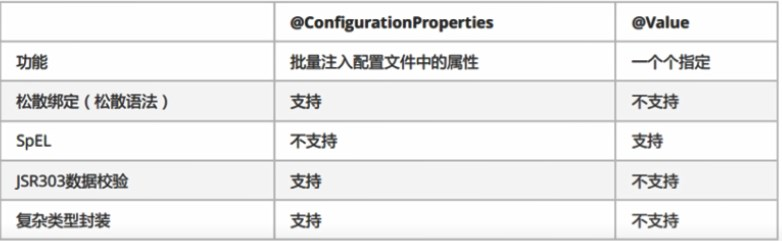 @ConfigurationProperties @Value
功能 批量注入配置文件中的属性 一个个指定
松散绑定（松散语法） 支持 不支持
SpEL 不支持 支持
JSR303数据校验 支持 不支持
复杂类型封装 支持 不支持